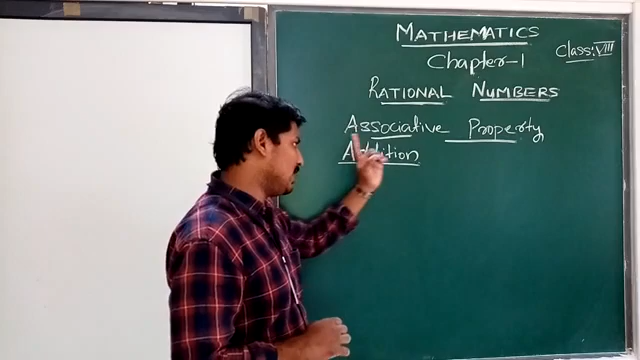 MATHEMATICS
Chapter-1
Class: VIII
RATIONAL NUMBERS
Associative Property
Addition